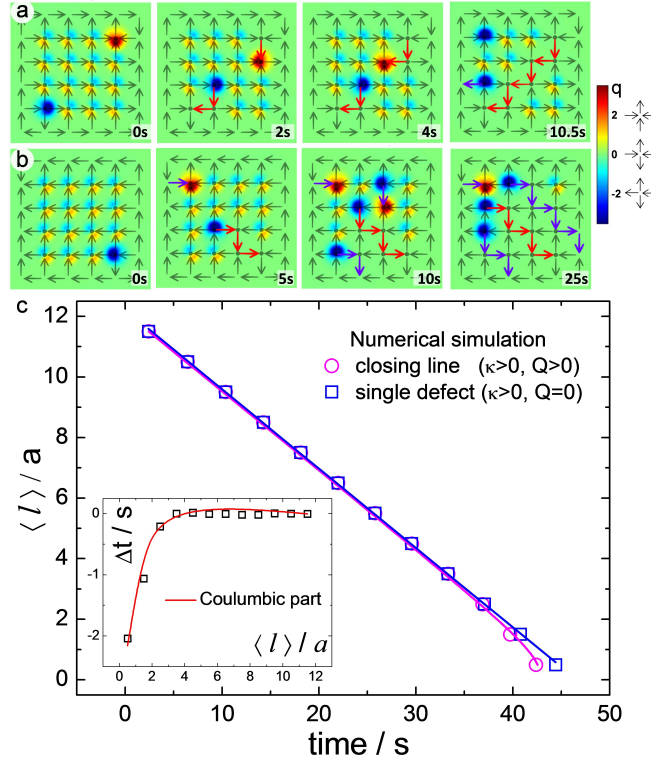 a
0s
2s
4s
10.5s
q
2
0
-2
b
0s
5s
10s
25s
c
12
10
8
6
4
2
0
⟨ l ⟩ / a
Numerical simulation
closing line (κ>0, Q>0)
single defect (κ>0, Q=0)
Δt / s
0
-1
-2
Coulumbic part
⟨ l ⟩ / a
0 2 4 6 8 10 12
0 10 20 30 40 50
time / s